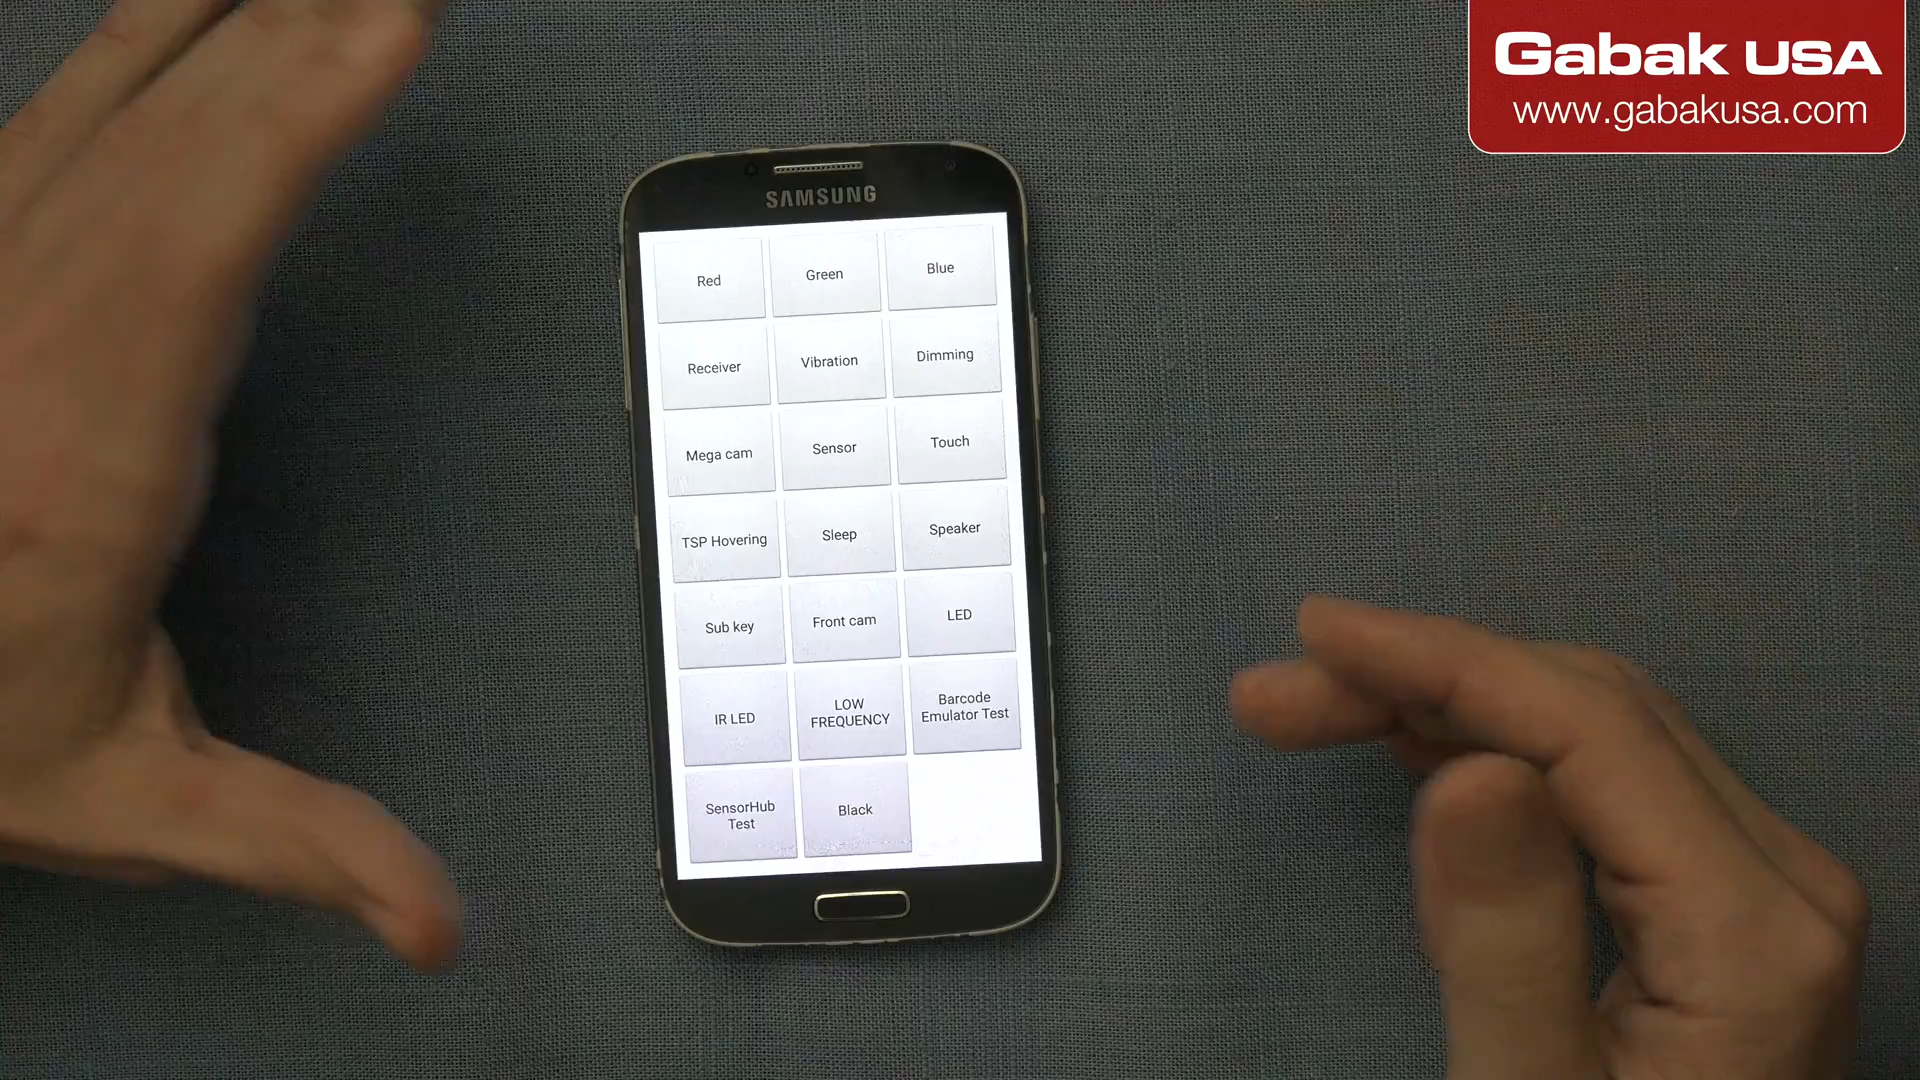 Gabak USA
www.gabakusa.com
SAMSUNG
Red
Green
Blue
Receiver
Vibration
Dimming
Mega cam
Sensor
Touch
TSP Hovering
Sleep
Speaker
Sub key
Front cam
LED
IR LED
LOW
FREQUENCY
Barcode
Emulator Test
SensorHub
Test
Black